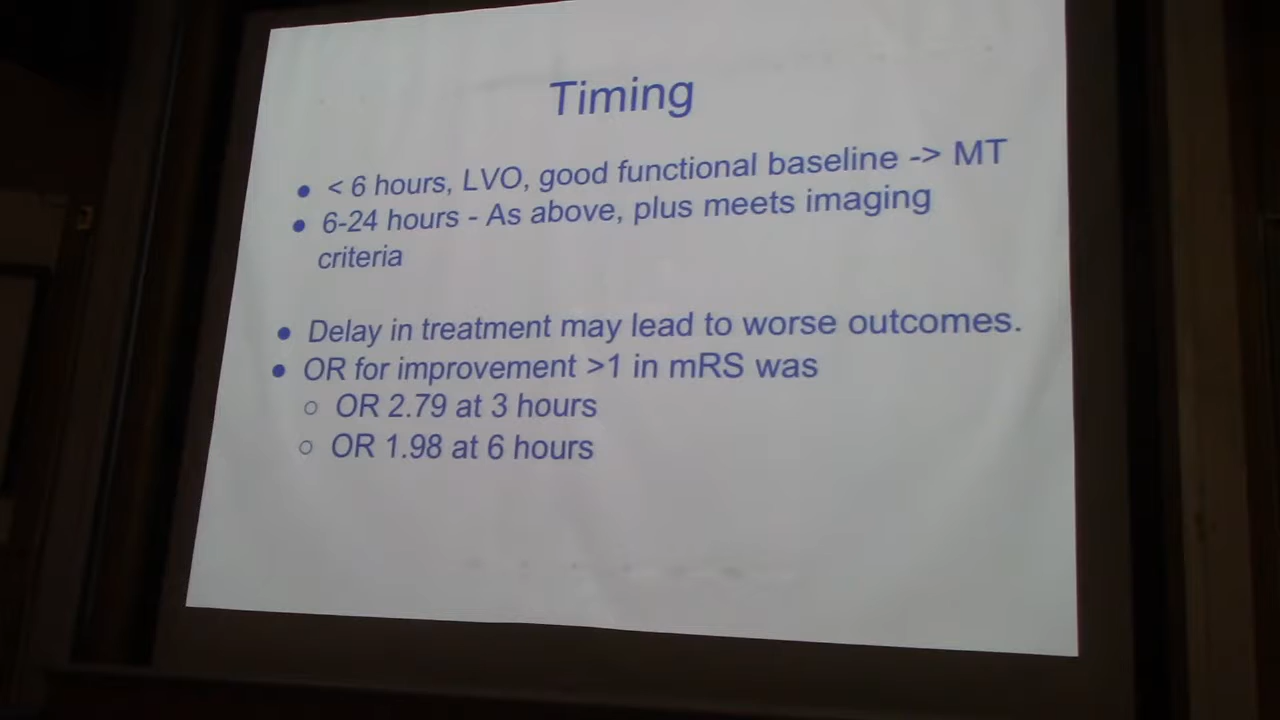 Timing
● < 6 hours, LVO, good functional baseline -> MT
● 6-24 hours - As above, plus meets imaging
criteria
● Delay in treatment may lead to worse outcomes.
● OR for improvement >1 in mRS was
○ OR 2.79 at 3 hours
○ OR 1.98 at 6 hours